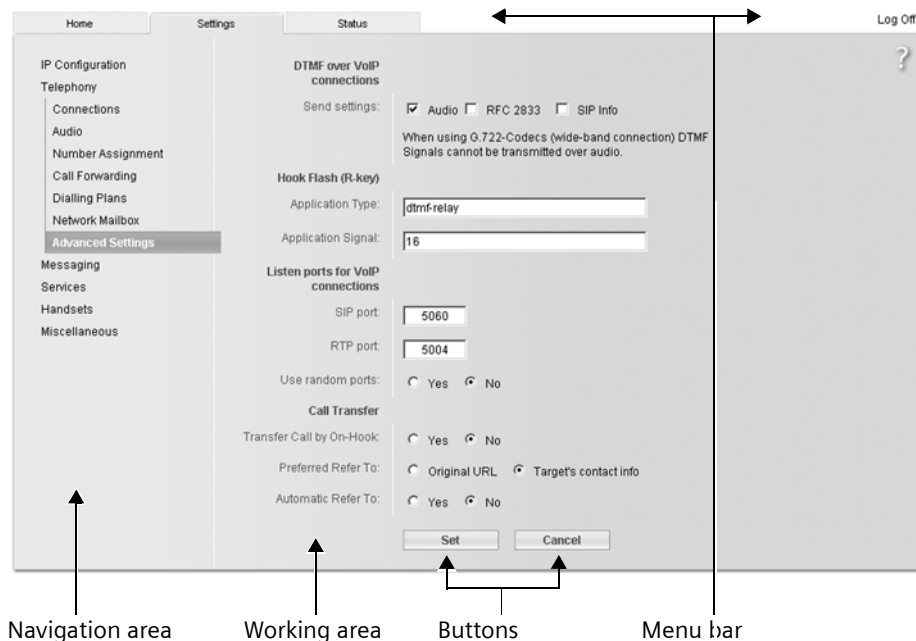 Home Settings Status Log Off
?
IP Configuration
Telephony
Connections
Audio
Number Assignment
Call Forwarding
Dialling Plans
Network Mailbox
Advanced Settings
Messaging
Services
Handsets
Miscellaneous
DTMF over VoIP
connections
Send settings: Audio RFC 2833 SIP Info
When using G.722-Codecs (wide-band connection) DTMF
Signals cannot be transmitted over audio.
Hook Flash (R-key)
Application Type: dtmf-relay
Application Signal: 16
Listen ports for VoIP
connections
SIP port: 5060
RTP port: 5004
Use random ports: Yes No
Call Transfer
Transfer Call by On-Hook: Yes No
Preferred Refer To: Original URL Target's contact info
Automatic Refer To: Yes No
Set Cancel
Navigation area Working area Buttons Menu bar